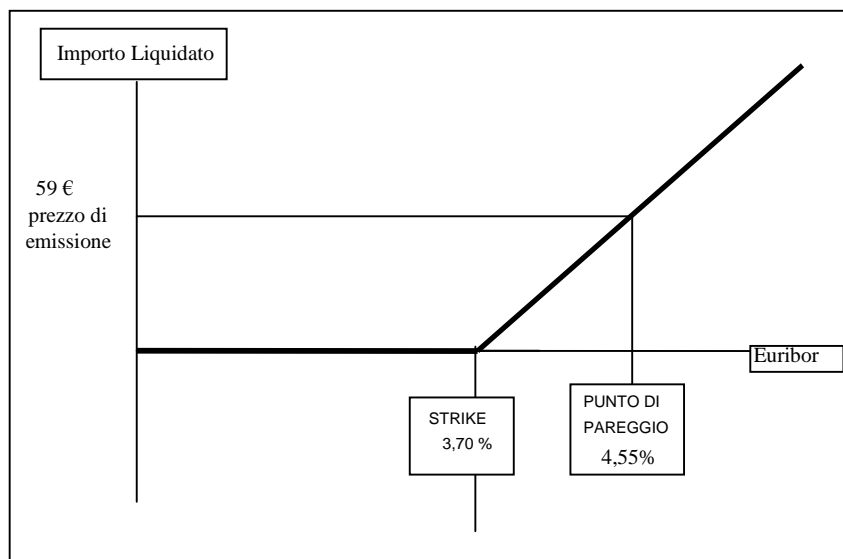 Importo Liquidato
59 €
prezzo di
emissione
Euribor
STRIKE
3,70 %
PUNTO DI
PAREGGIO
4,55%